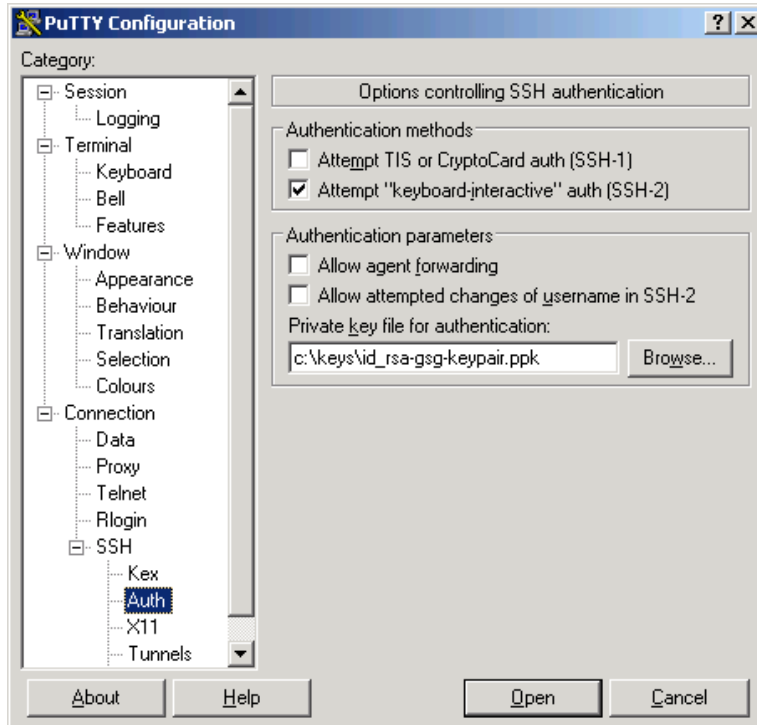 PuTTY Configuration
Category:
Session
Logging
Terminal
Keyboard
Bell
Features
Window
Appearance
Behaviour
Translation
Selection
Colours
Connection
Data
Proxy
Telnet
Rlogin
SSH
Kex
Auth
X11
Tunnels
Options controlling SSH authentication
Authentication methods
Attempt TIS or CryptoCard auth (SSH-1)
Attempt "keyboard-interactive" auth (SSH-2)
Authentication parameters
Allow agent forwarding
Allow attempted changes of username in SSH-2
Private key file for authentication:
c:\keys\id_rsa-gsg-keypair.ppk
Browse...
About
Help
Open
Cancel